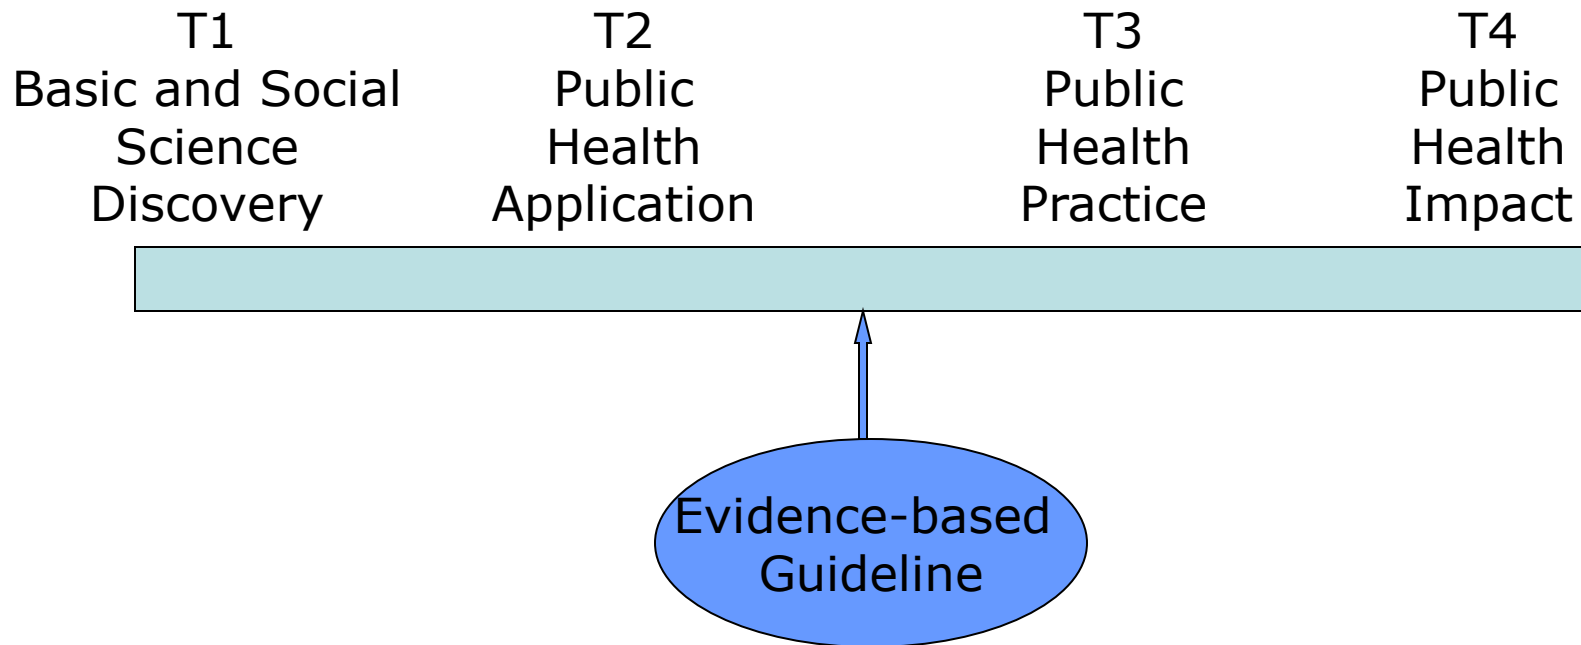 T1
Basic and Social
Science
Discovery
T2
Public
Health
Application
T3
Public
Health
Practice
T4
Public
Health
Impact
Evidence-based
Guideline